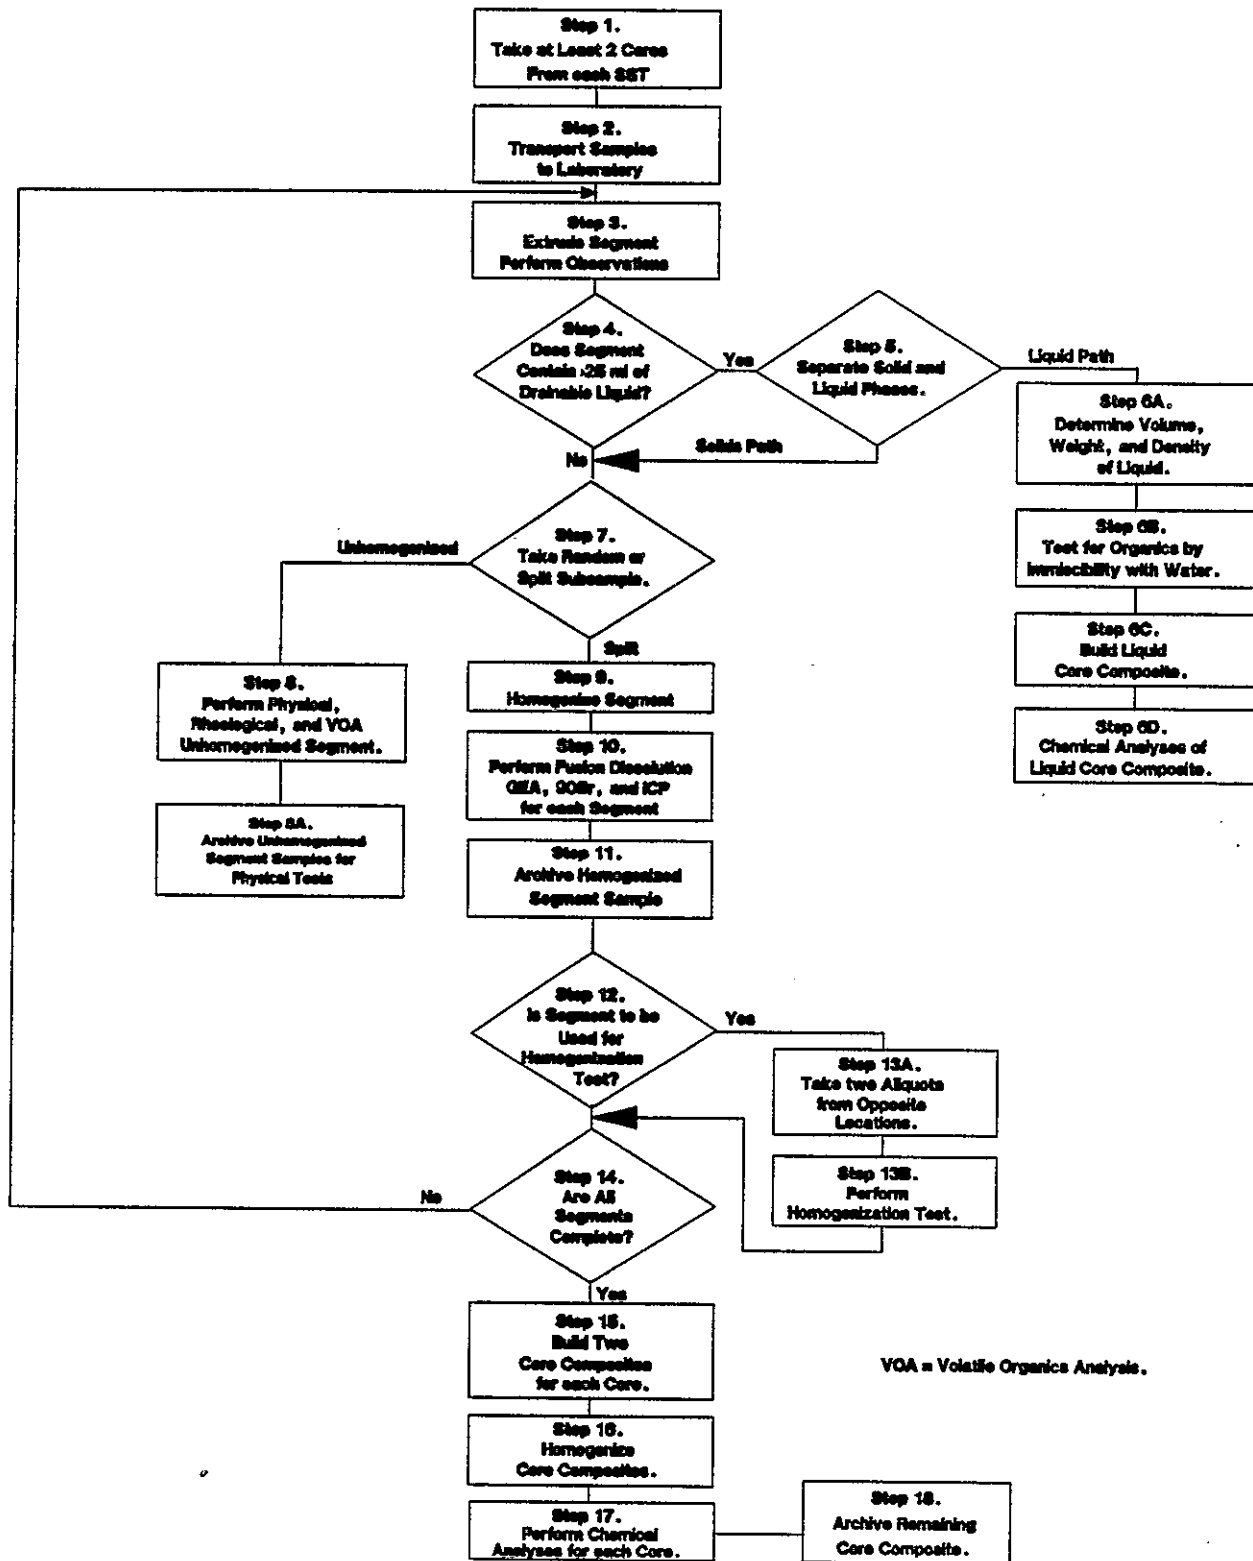 Step 1.
Take at Least 2 Cores
From each SST
Step 2.
Transport Samples
to Laboratory
Step 3.
Extrude Segment
Perform Observations
Step 4.
Does Segment
Contain >25 ml of
Drainable Liquid?
Yes
No
Step 5.
Separate Solid and
Liquid Phases.
Liquid Path
Solids Path
Step 6A.
Determine Volume,
Weight, and Density
of Liquid.
Step 6B.
Test for Organics by
Immiscibility with Water.
Step 6C.
Build Liquid
Core Composite.
Step 6D.
Chemical Analyses of
Liquid Core Composite.
Step 7.
Take Random or
Split Subsample.
Unhomogenized
Split
Step 8.
Perform Physical,
Rheological, and VOA
Unhomogenized Segment.
Step 8A.
Archive Unhomogenized
Segment Samples for
Physical Tests
Step 9.
Homogenize Segment
Step 10.
Perform Fusion Dissolution
GEA, 90Sr, and ICP
for each Segment
Step 11.
Archive Homogenized
Segment Sample
Step 12.
Is Segment to be
Used for
Homogenization
Test?
Yes
Step 13A.
Take two Aliquots
from Opposite
Locations.
Step 13B.
Perform
Homogenization Test.
Step 14.
Are All
Segments
Complete?
No
Yes
Step 15.
Build Two
Core Composites
for each Core.
Step 16.
Homogenize
Core Composites.
Step 17.
Perform Chemical
Analyses for each Core.
Step 18.
Archive Remaining
Core Composite.
VOA = Volatile Organics Analysis.